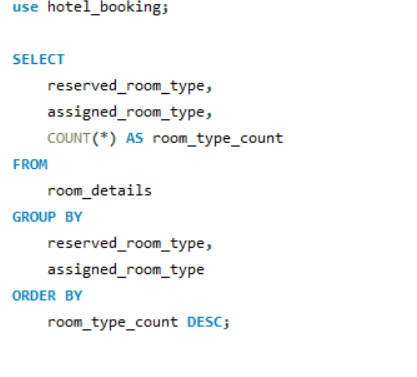 use hotel_booking;
SELECT
reserved_room_type,
assigned_room_type,
COUNT(*) AS room_type_count
FROM
room_details
GROUP BY
reserved_room_type,
assigned_room_type
ORDER BY
room_type_count DESC;